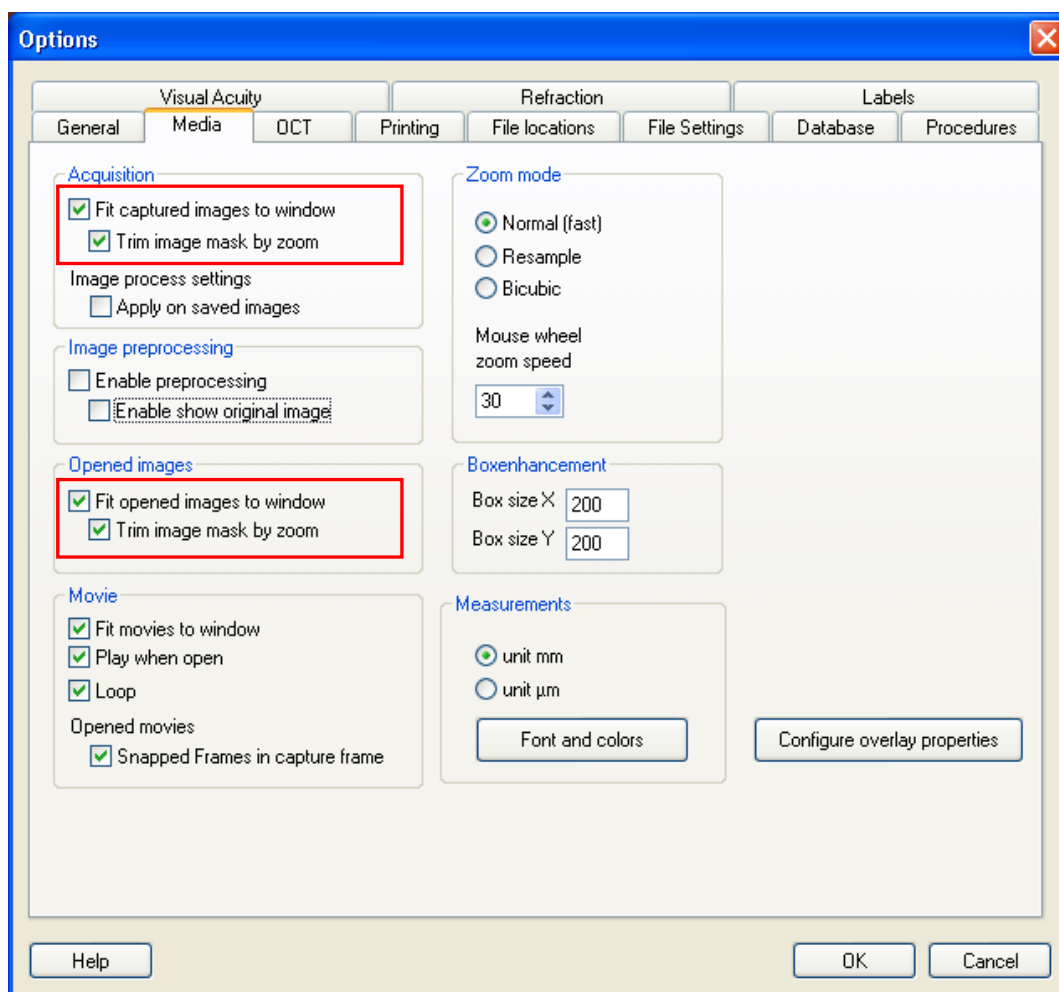 Options
Visual Acuity
Refraction
Labels
General
Media
OCT
Printing
File locations
File Settings
Database
Procedures
Acquisition
Fit captured images to window
Trim image mask by zoom
Image process settings
Apply on saved images
Image preprocessing
Enable preprocessing
Enable show original image
Opened images
Fit opened images to window
Trim image mask by zoom
Movie
Fit movies to window
Play when open
Loop
Opened movies
Snapped Frames in capture frame
Zoom mode
Normal (fast)
Resample
Bicubic
Mouse wheel
zoom speed
30
Boxenhancement
Box size X 200
Box size Y 200
Measurements
unit mm
unit µm
Font and colors
Configure overlay properties
Help
OK
Cancel